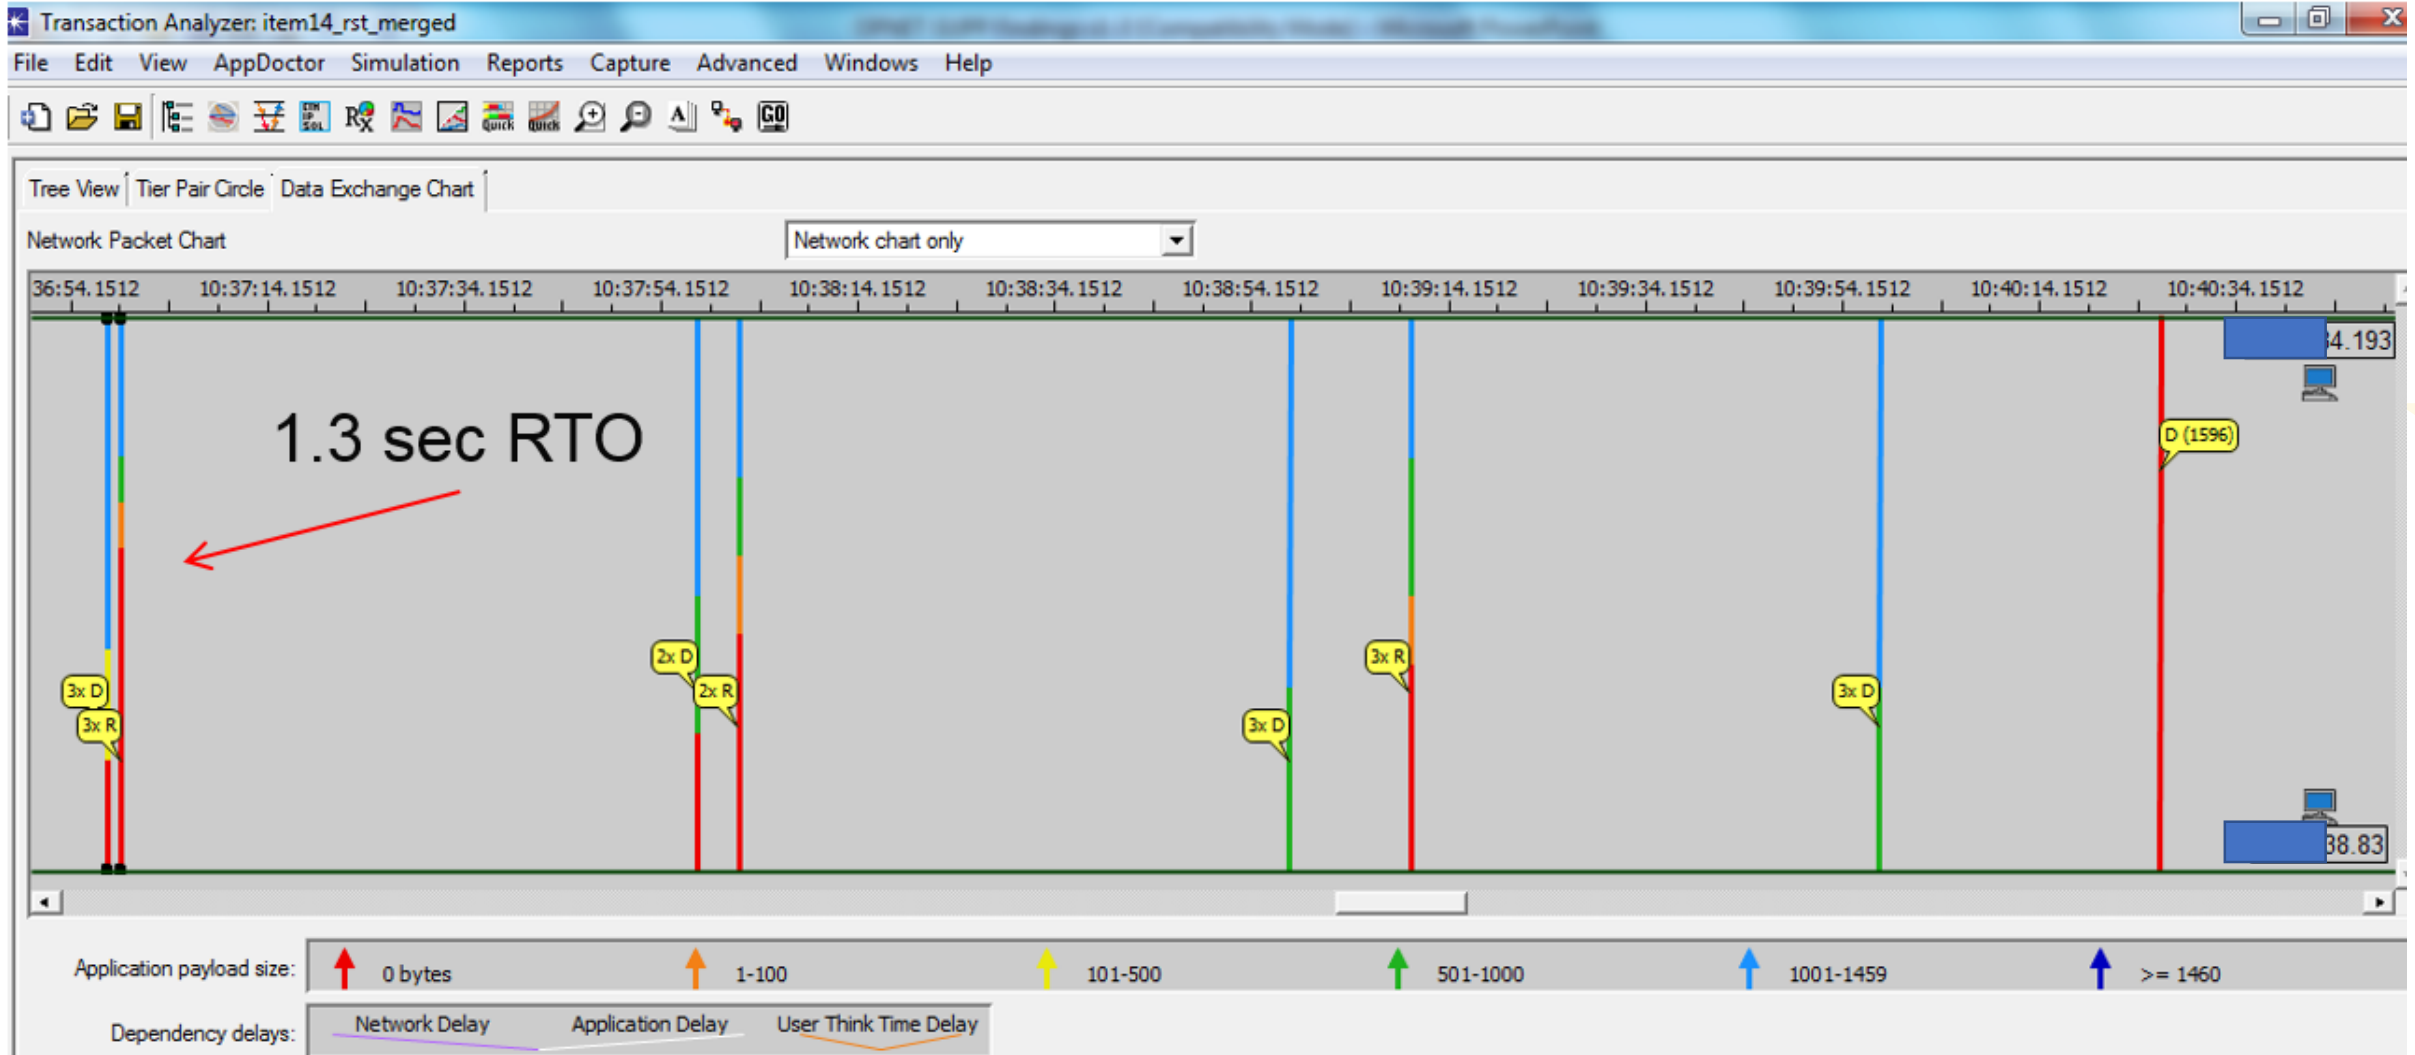 Transaction Analyzer: item14_rst_merged
File Edit View AppDoctor Simulation Reports Capture Advanced Windows Help
Tree View Tier Pair Circle Data Exchange Chart
Network Packet Chart Network chart only
36:54.1512 10:37:14.1512 10:37:34.1512 10:37:54.1512 10:38:14.1512 10:38:34.1512 10:38:54.1512 10:39:14.1512 10:39:34.1512 10:39:54.1512 10:40:14.1512 10:40:34.1512
4.193
1.3 sec RTO
D (1596)
2x D
3x R
3x D
2x R
3x D
3x R
3x D
38.83
Application payload size: 0 bytes 1-100 101-500 501-1000 1001-1459 >= 1460
Dependency delays: Network Delay Application Delay User Think Time Delay